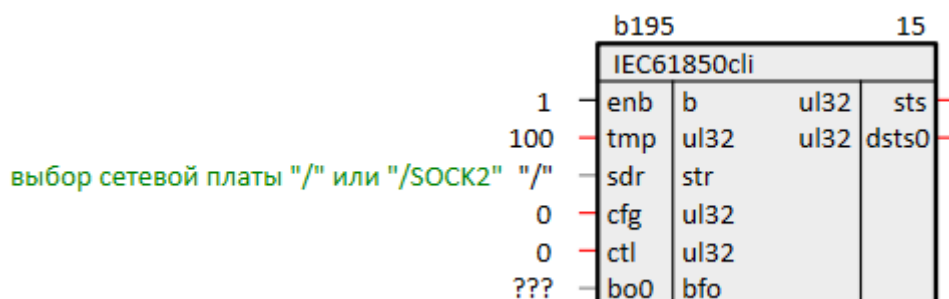 b195 15
IEC61850cli
1 enb b ul32 sts
100 tmp ul32 ul32 dsts0
выбор сетевой платы "/" или "/SOCK2" "/" sdr str
0 cfg ul32
0 ctl ul32
??? bo0 bfo